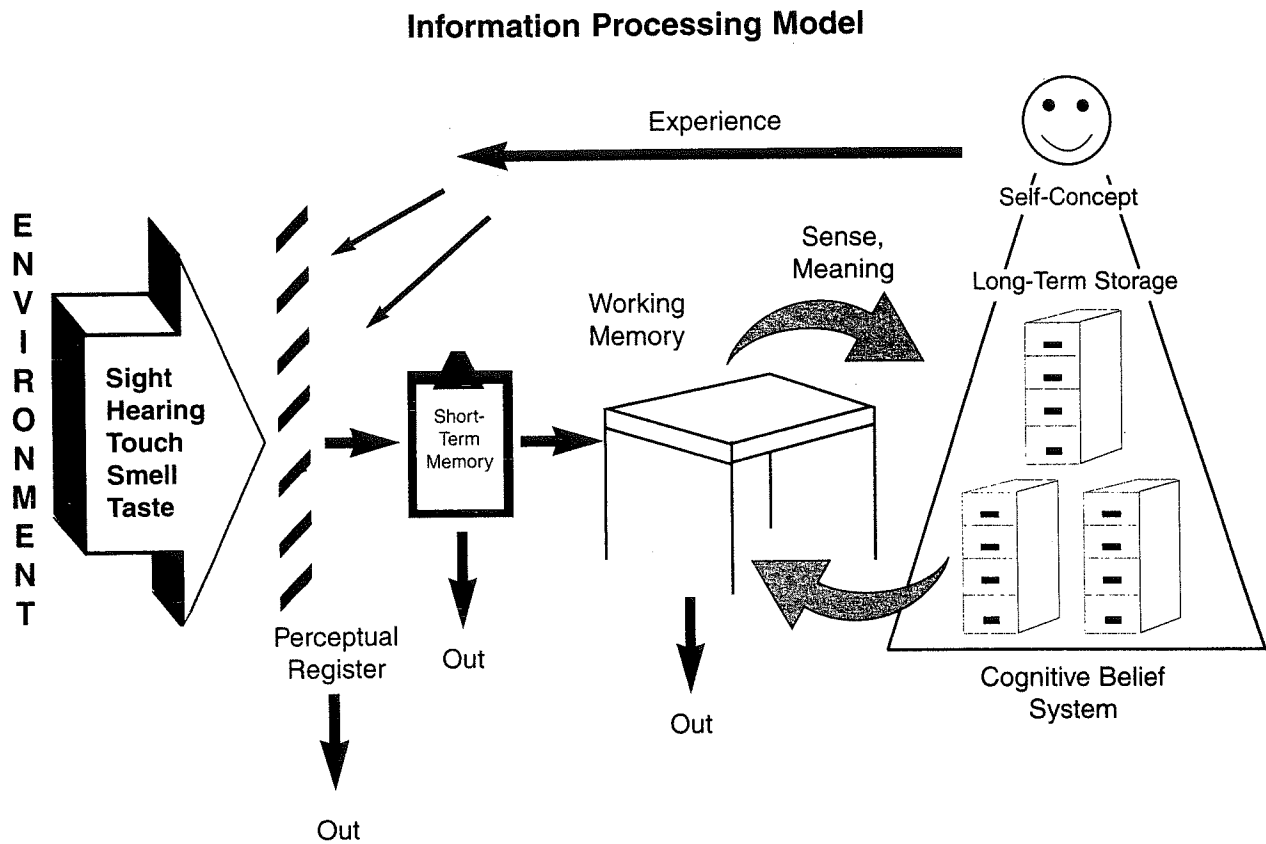 Information Processing Model
Experience
Self-Concept
ENVIRONMENT
Sense,
Meaning
Long-Term Storage
Working
Memory
Sight
Hearing
Touch
Smell
Taste
Short-
Term
Memory
Perceptual
Register
Out
Out
Cognitive Belief
System
Out
Out